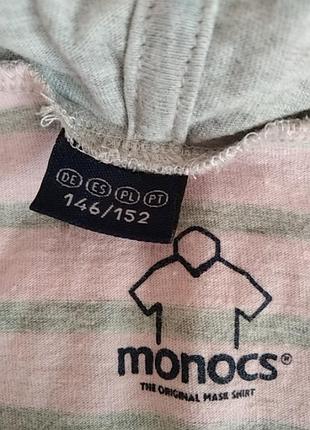 DE ES PL PT
146/152
monocs®
THE ORIGINAL MASK SHIRT